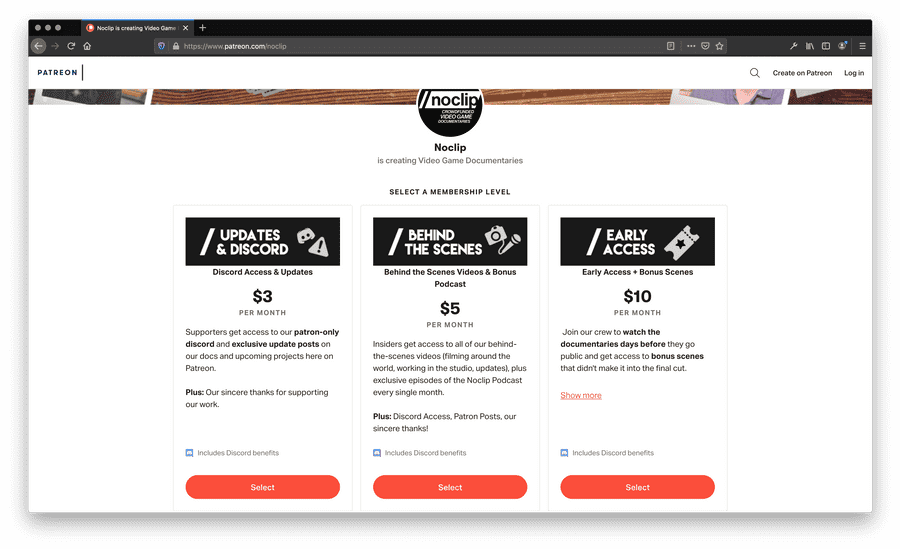 Noclip is creating Video Game
https://www.patreon.com/noclip
PATREON
Create on Patreon
Log in
/noclip
CROWDFUNDED
VIDEO GAME
DOCUMENTARIES
Noclip
is creating Video Game Documentaries
SELECT A MEMBERSHIP LEVEL
UPDATES
& DISCORD
Discord Access & Updates
$3
PER MONTH
Supporters get access to our patron-only
discord and exclusive update posts on
our docs and upcoming projects here on
Patreon.
Plus: Our sincere thanks for supporting
our work.
Includes Discord benefits
Select
BEHIND
THE SCENES
Behind the Scenes Videos & Bonus
Podcast
$5
PER MONTH
Insiders get access to all of our behind-
the-scenes videos (filming around the
world, working in the studio, updates), plus
exclusive episodes of the Noclip Podcast
every single month.
Plus: Discord Access, Patron Posts, our
sincere thanks!
Includes Discord benefits
Select
EARLY
ACCESS
Early Access + Bonus Scenes
$10
PER MONTH
Join our crew to watch the
documentaries days before they go
public and get access to bonus scenes
that didn't make it into the final cut.
Show more
Includes Discord benefits
Select